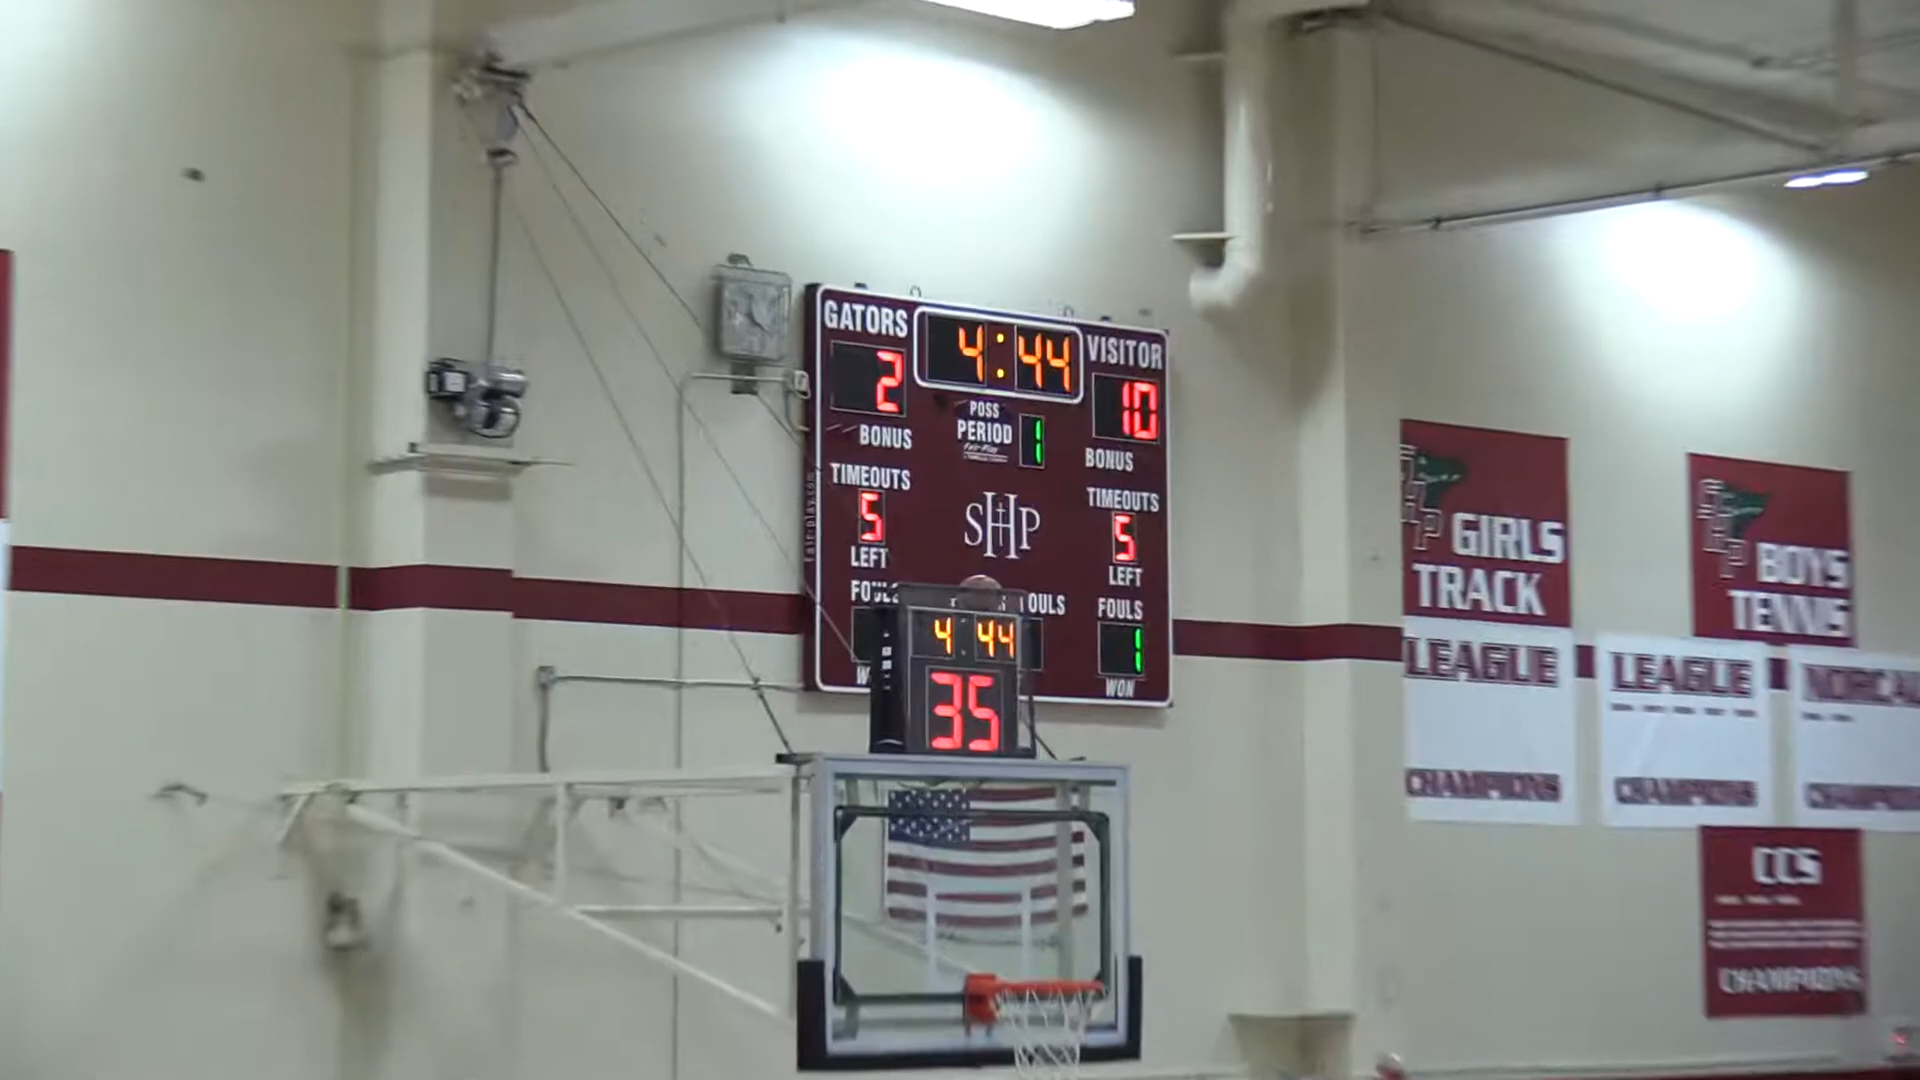 GATORS
4:44
VISITOR
2
10
POSS
PERIOD
1
BONUS
BONUS
TIMEOUTS
5
LEFT
SHP
TIMEOUTS
5
LEFT
FOULS
FOULS
1
WON
4:44
35
GIRLS
TRACK
LEAGUE
CHAMPIONS
BOYS
TENNIS
LEAGUE
CHAMPIONS
CCS
CHAMPIONS